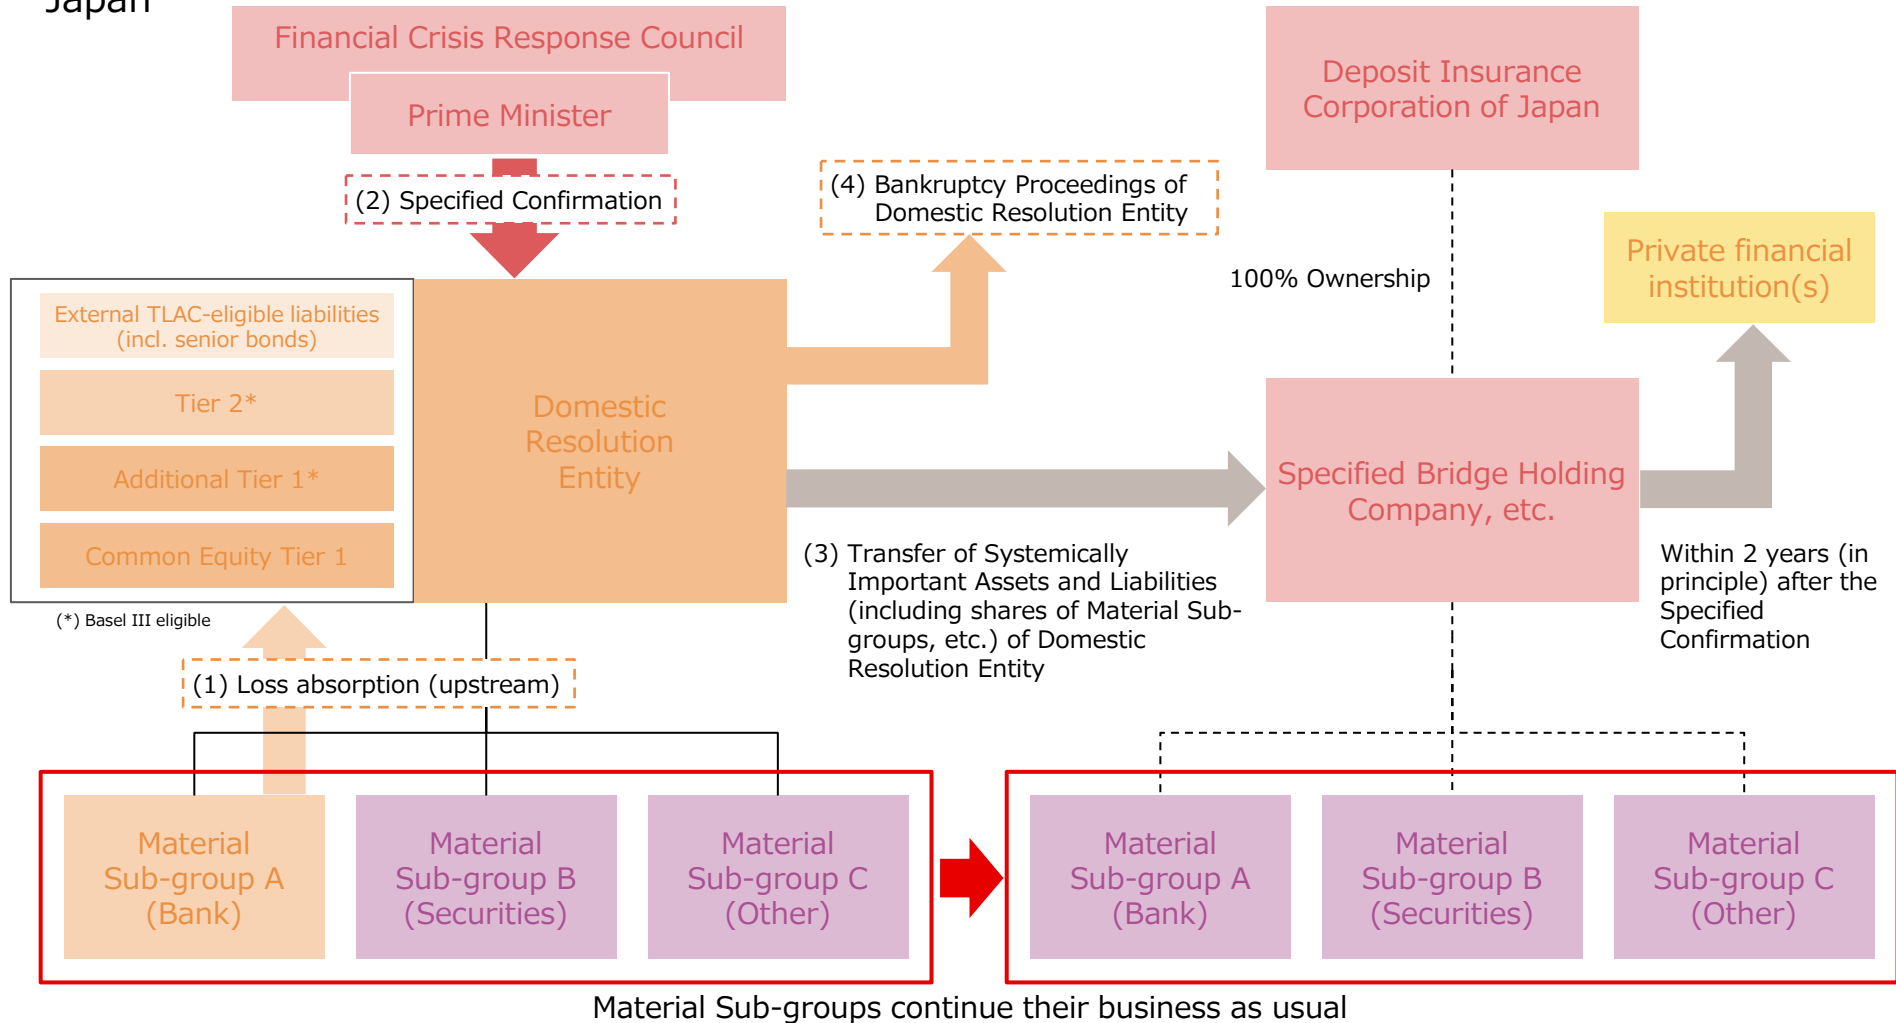 Japan
Financial Crisis Response Council
Prime Minister
(2) Specified Confirmation
(4) Bankruptcy Proceedings of
Domestic Resolution Entity
Deposit Insurance
Corporation of Japan
100% Ownership
Private financial
institution(s)
External TLAC-eligible liabilities
(incl. senior bonds)
Tier 2*
Additional Tier 1*
Common Equity Tier 1
(*) Basel III eligible
Domestic
Resolution
Entity
Specified Bridge Holding
Company, etc.
(3) Transfer of Systemically
Important Assets and Liabilities
(including shares of Material Sub-
groups, etc.) of Domestic
Resolution Entity
Within 2 years (in
principle) after the
Specified
Confirmation
(1) Loss absorption (upstream)
Material
Sub-group A
(Bank)
Material
Sub-group B
(Securities)
Material
Sub-group C
(Other)
Material
Sub-group A
(Bank)
Material
Sub-group B
(Securities)
Material
Sub-group C
(Other)
Material Sub-groups continue their business as usual